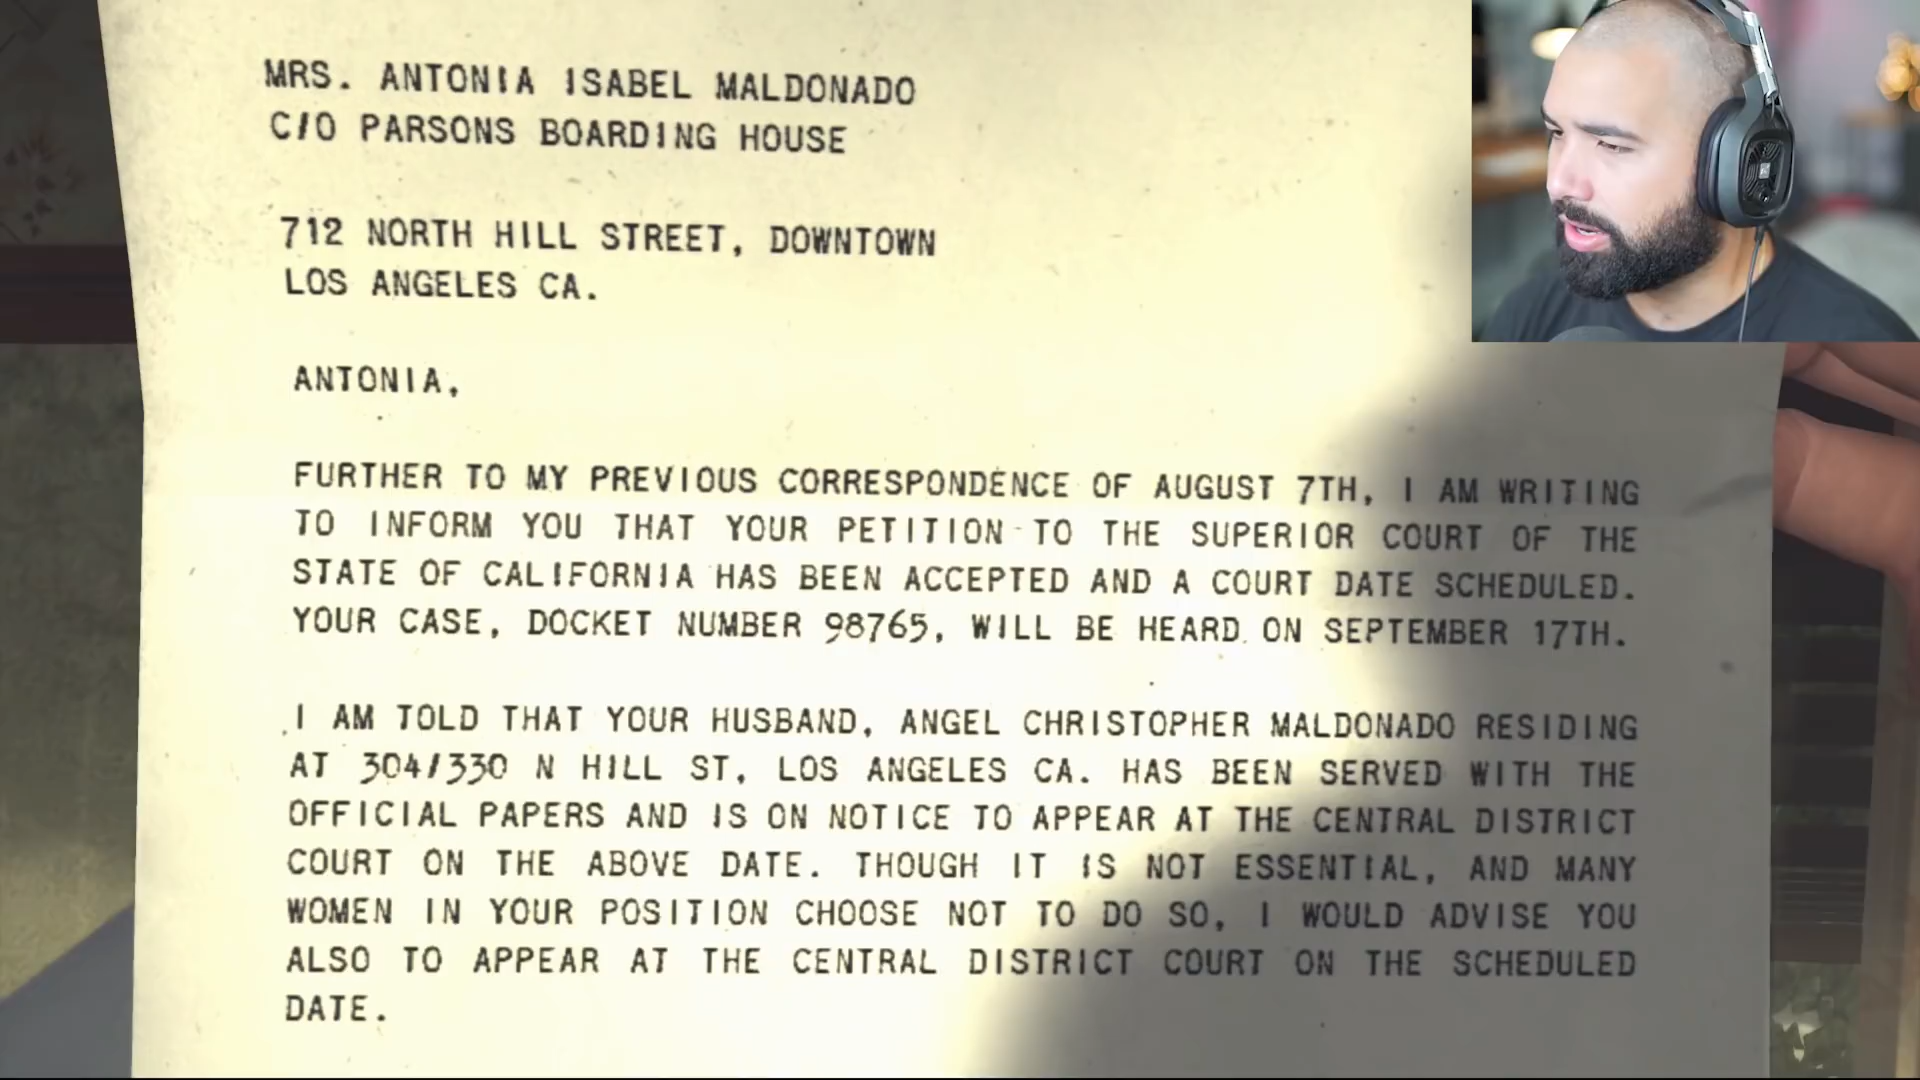 MRS. ANTONIA ISABEL MALDONADO
C/O PARSONS BOARDING HOUSE
712 NORTH HILL STREET, DOWNTOWN
LOS ANGELES CA.
ANTONIA,
FURTHER TO MY PREVIOUS CORRESPONDENCE OF AUGUST 7TH, I AM WRITING
TO INFORM YOU THAT YOUR PETITION TO THE SUPERIOR COURT OF THE
STATE OF CALIFORNIA HAS BEEN ACCEPTED AND A COURT DATE SCHEDULED.
YOUR CASE, DOCKET NUMBER 98765, WILL BE HEARD ON SEPTEMBER 17TH.
I AM TOLD THAT YOUR HUSBAND, ANGEL CHRISTOPHER MALDONADO RESIDING
AT 304/330 N HILL ST, LOS ANGELES CA. HAS BEEN SERVED WITH THE
OFFICIAL PAPERS AND IS ON NOTICE TO APPEAR AT THE CENTRAL DISTRICT
COURT ON THE ABOVE DATE. THOUGH IT IS NOT ESSENTIAL, AND MANY
WOMEN IN YOUR POSITION CHOOSE NOT TO DO SO, I WOULD ADVISE YOU
ALSO TO APPEAR AT THE CENTRAL DISTRICT COURT ON THE SCHEDULED
DATE.